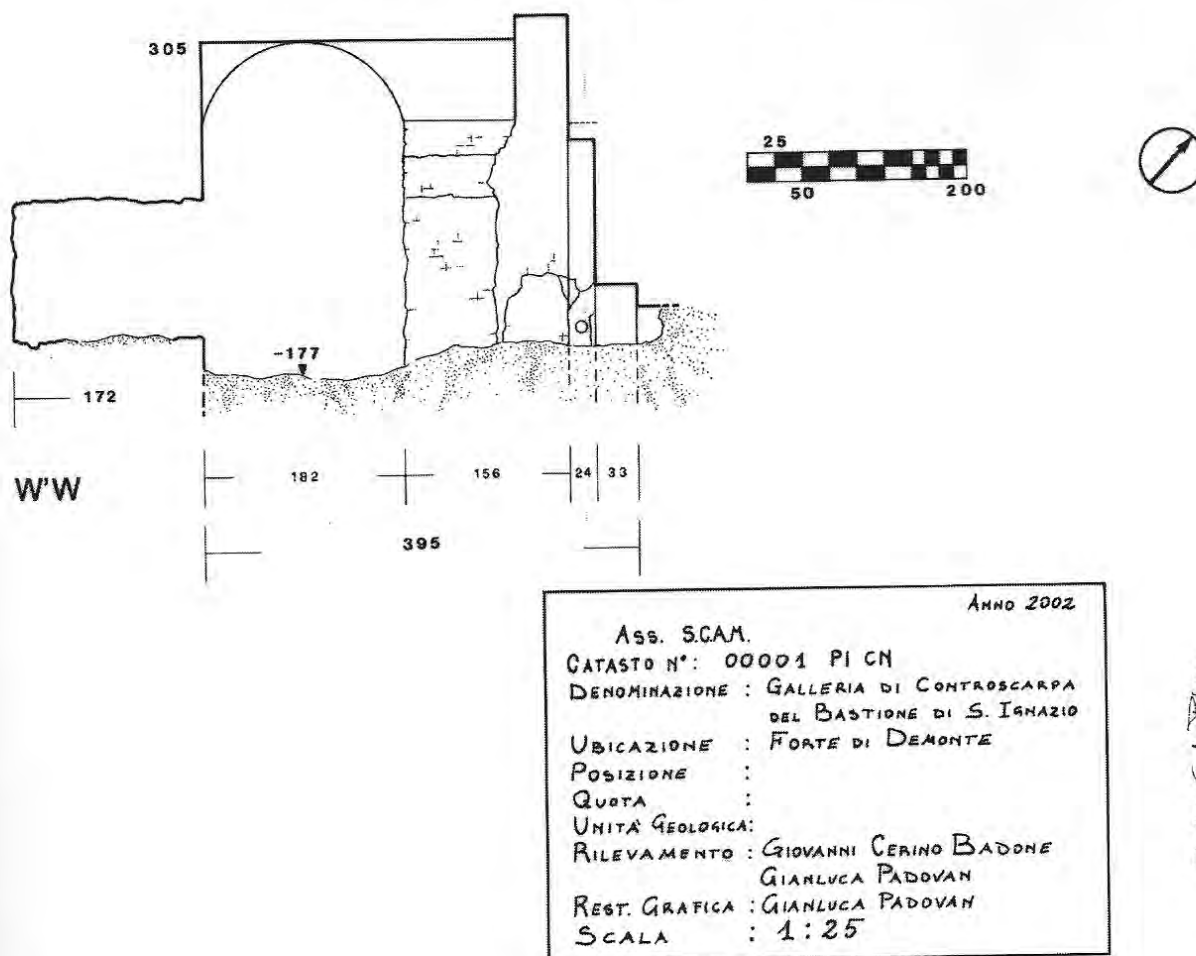 305
25
50 200
-177
172
182 156 24 33
W'W
395
ANNO 2002
ASS. S.C.A.M.
CATASTO N°: 00001 PI CN
DENOMINAZIONE : GALLERIA DI CONTROSCARPA
DEL BASTIONE DI S. IGNAZIO
UBICAZIONE : FORTE DI DEMONTE
POSIZIONE :
QUOTA :
UNITÀ GEOLOGICA:
RILEVAMENTO : GIOVANNI CERINO BADONE
GIANLUCA PADOVAN
REST. GRAFICA : GIANLUCA PADOVAN
SCALA : 1:25